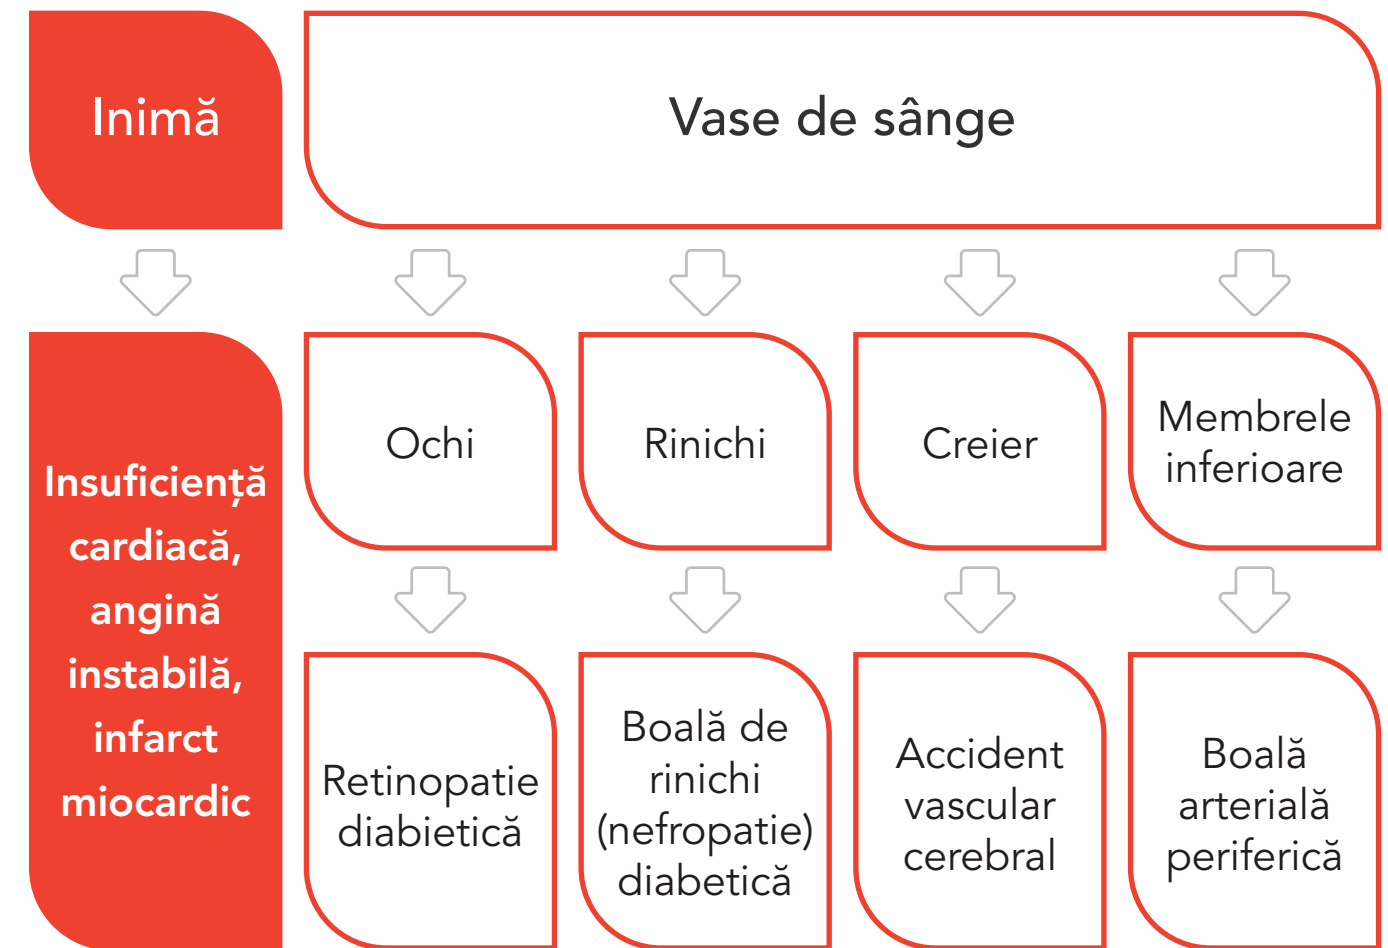 Inimă
Vase de sânge
Insuficiență
cardiacă,
angină
instabilă,
infarct
miocardic
Ochi
Rinichi
Creier
Membrele
inferioare
Retinopatie
diabietică
Boală de
rinichi
(nefropatie)
diabetică
Accident
vascular
cerebral
Boală
arterială
periferică